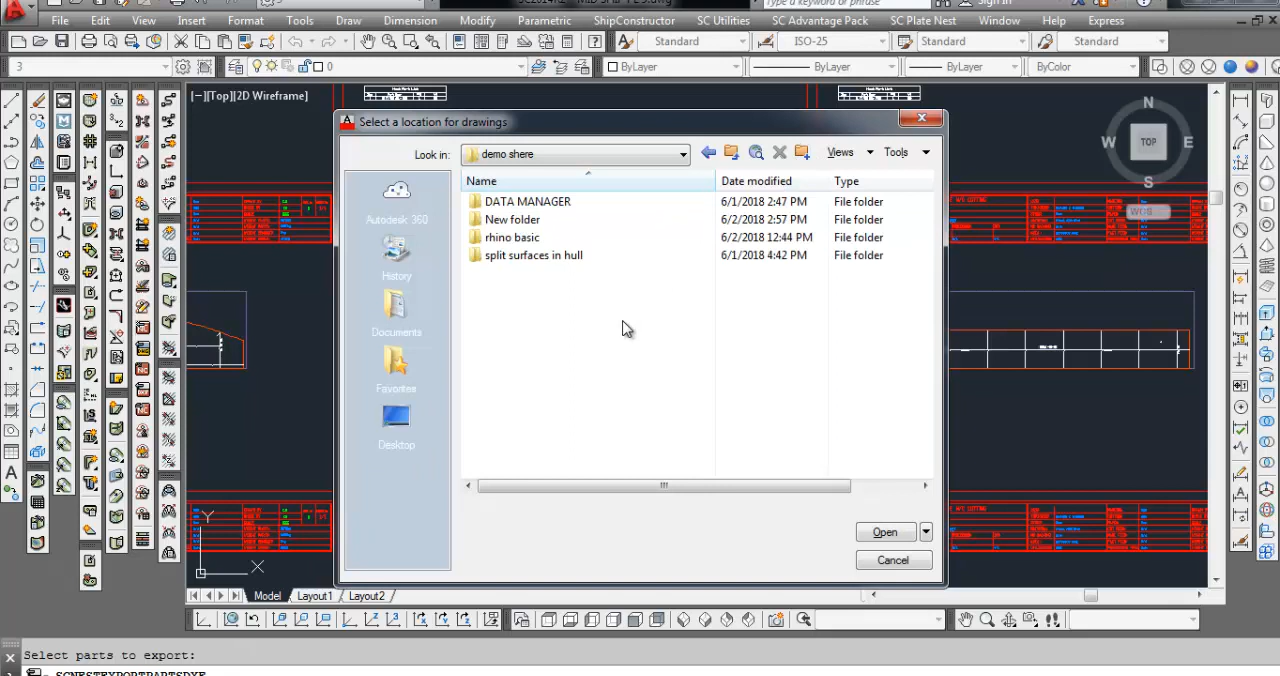 Sign In
File Edit View Insert Format Tools Draw Dimension Modify Parametric ShipConstructor SC Utilities SC Advantage Pack SC Plate Nest Window Help Express
Standard ISO-25 Standard Standard
3 0 ByLayer ByLayer ByLayer ByColor
[−][Top][2D Wireframe]
N
W TOP E
S
WCS
Select a location for drawings
Look in: demo shere Views Tools
Name Date modified Type
DATA MANAGER 6/1/2018 2:47 PM File folder
New folder 6/2/2018 2:57 PM File folder
rhino basic 6/2/2018 12:44 PM File folder
split surfaces in hull 6/1/2018 4:42 PM File folder
Autodesk 360
History
Documents
Favorites
Desktop
Open
Cancel
Y
X
Model Layout1 Layout2
Select parts to export:
SCNESTEXPORTPARTSDXF